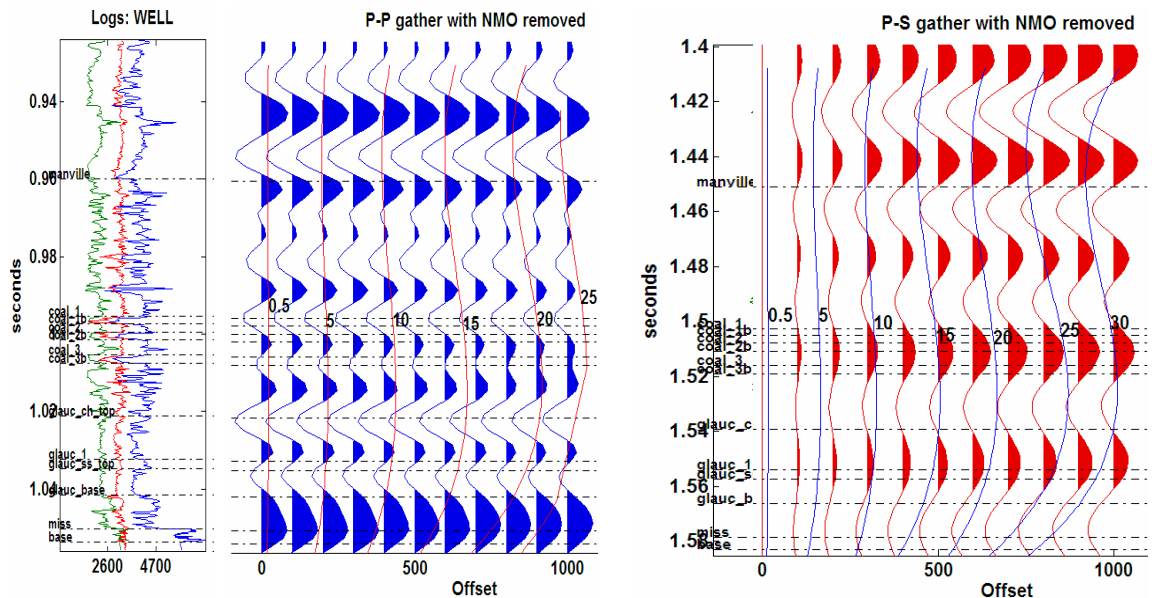 Logs: WELL
P-P gather with NMO removed
P-S gather with NMO removed
seconds
0.94
0.96
0.98
1.02
1.04
manville
coal_1
coal_1b
coal_2
coal_2b
coal_3
coal_3b
glauc_ch_top
glauc_1
glauc_ss_top
glauc_base
miss
base
2600
4700
0.5
5
10
15
20
25
0
500
1000
Offset
seconds
1.4
1.42
1.44
1.46
1.48
1.5
1.52
1.54
1.56
1.58
manville
coal_1
coal_1b
coal_2
coal_2b
coal_3
coal_3b
glauc_c
glauc_1
glauc_s
glauc_b
miss
base
0.5
5
10
15
20
25
30
0
500
1000
Offset